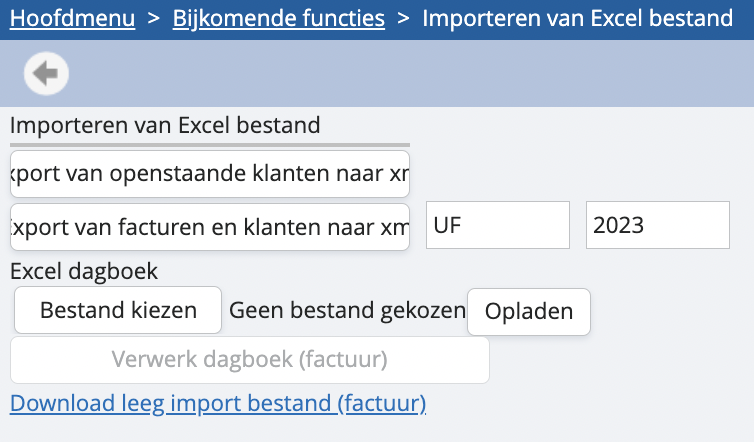 Hoofdmenu > Bijkomende functies > Importeren van Excel bestand
Importeren van Excel bestand
xport van openstaande klanten naar xm
Export van facturen en klanten naar xm UF 2023
Excel dagboek
Bestand kiezen Geen bestand gekozen Opladen
Verwerk dagboek (factuur)
Download leeg import bestand (factuur)